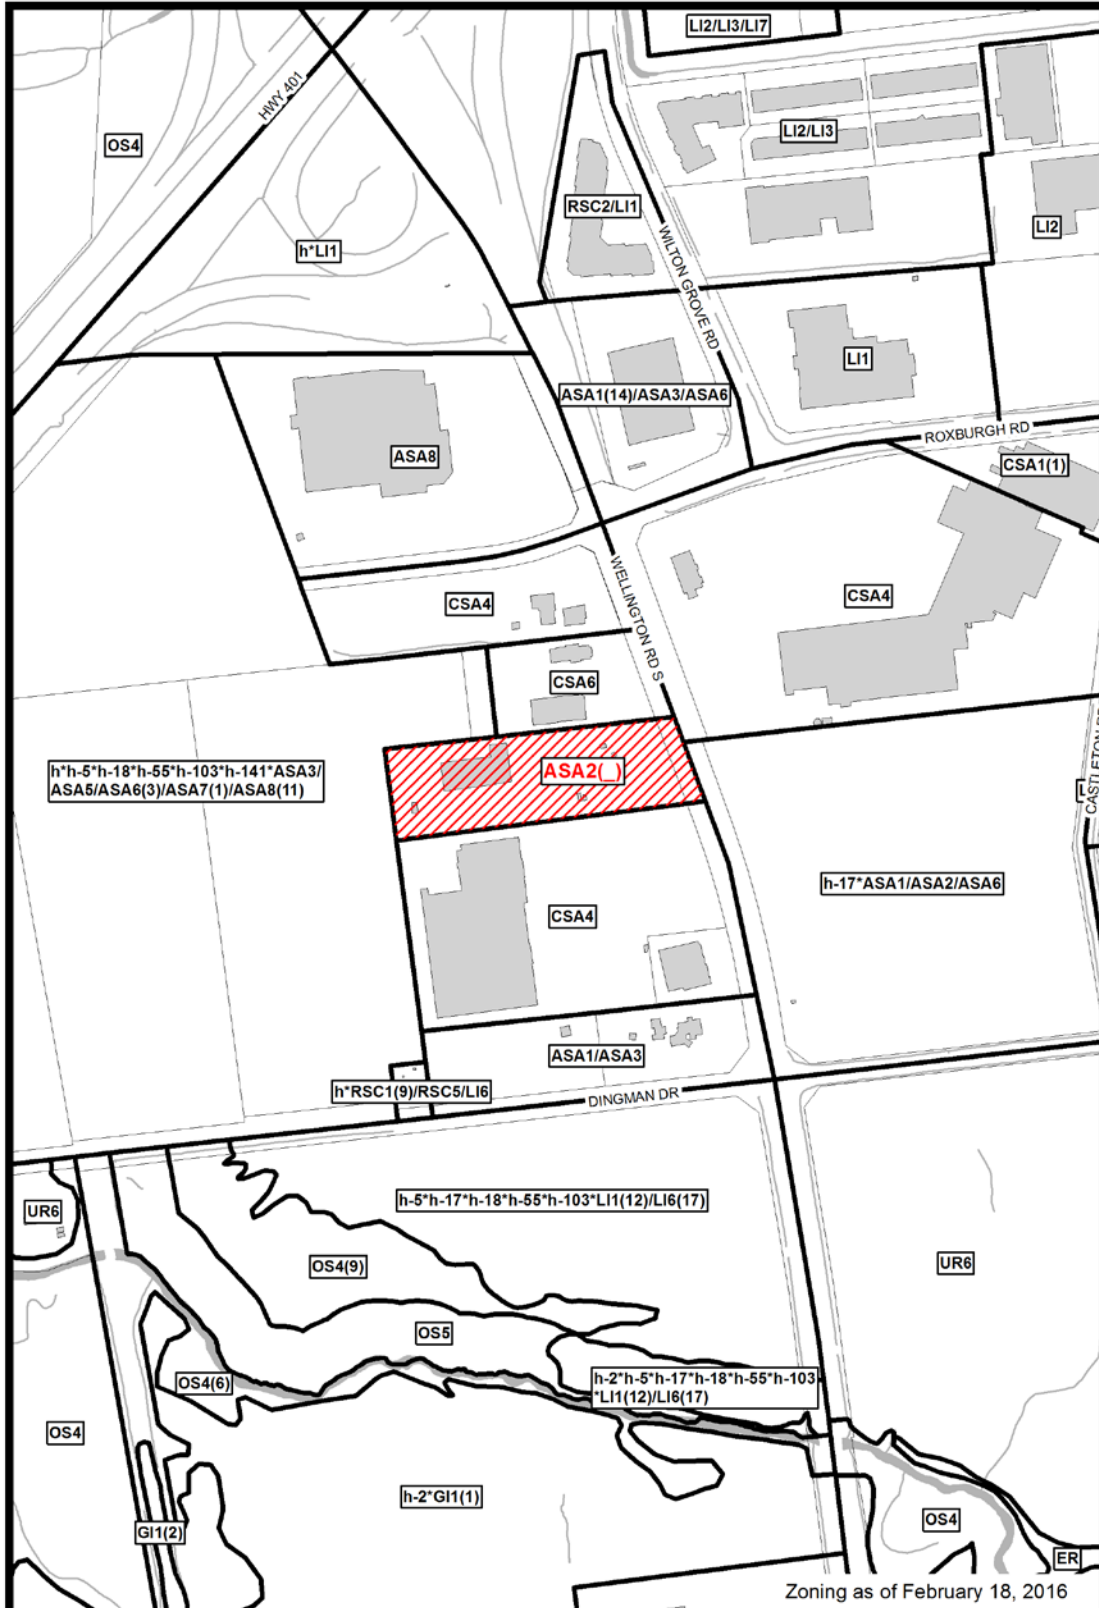 LI2/LI3/LI7
HWY 401
OS4
LI2/LI3
RSC2/LI1
LI2
h*LI1
WILTON GROVE RD
LI1
ASA1(14)/ASA3/ASA6
ROXBURGH RD
ASA8
CSA1(1)
WELLINGTON RD S
CSA4
CSA4
CSA6
h*h-5*h-18*h-55*h-103*h-141*ASA3/
ASA5/ASA6(3)/ASA7(1)/ASA8(11)
ASA2(_)
CASTLETON RD
h-17*ASA1/ASA2/ASA6
CSA4
ASA1/ASA3
h*RSC1(9)/RSC5/LI6
DINGMAN DR
h-5*h-17*h-18*h-55*h-103*LI1(12)/LI6(17)
UR6
OS4(9)
UR6
OS5
OS4(6)
h-2*h-5*h-17*h-18*h-55*h-103
*LI1(12)/LI6(17)
OS4
h-2*GI1(1)
GI1(2)
OS4
ER
Zoning as of February 18, 2016